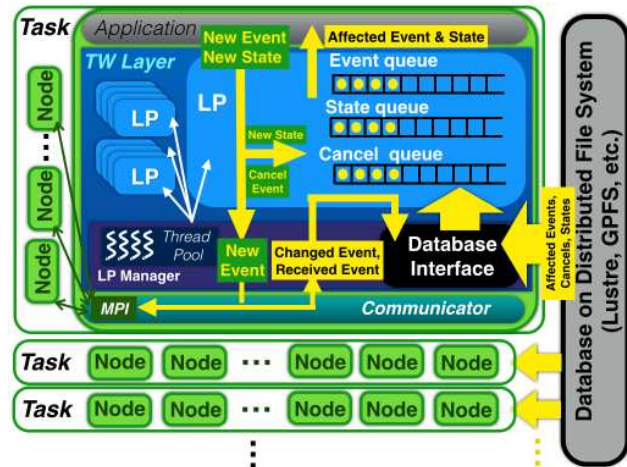 Task
Application
New Event
New State
Affected Event & State
TW Layer
LP
Event queue
State queue
Cancel queue
LP
LP
New State
Cancel
Event
Node
Node
Node
Thread
Pool
LP Manager
New
Event
Changed Event,
Received Event
Database
Interface
Affected Events,
Cancels, States
MPI
Communicator
Database on Distributed File System
(Lustre, GPFS, etc.)
Task Node Node ... Node Node Node
Task Node Node ... Node Node Node